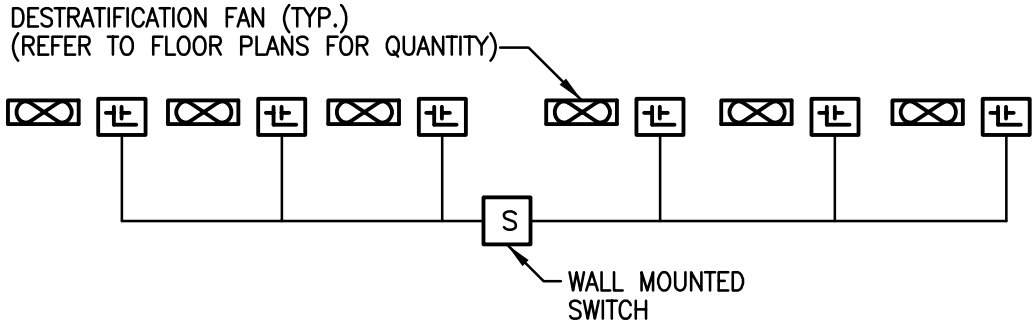 DESTRATIFICATION FAN (TYP.)
(REFER TO FLOOR PLANS FOR QUANTITY)
S
WALL MOUNTED
SWITCH